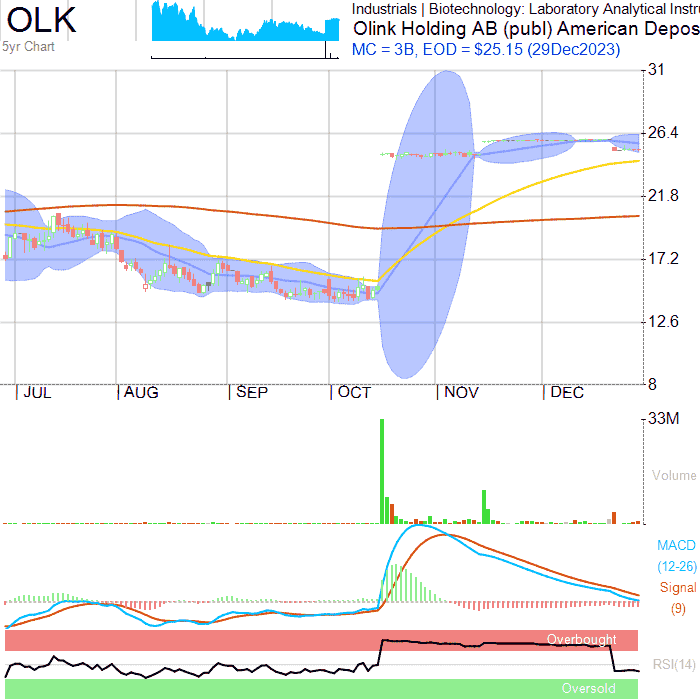 OLK
5yr Chart
Industrials | Biotechnology: Laboratory Analytical Instru
Olink Holding AB (publ) American Depos
MC = 3B, EOD = $25.15 (29Dec2023)
31
26.4
21.8
17.2
12.6
8
JUL AUG SEP OCT NOV DEC
33M
Volume
MACD
(12-26)
Signal
(9)
Overbought
RSI(14)
Oversold